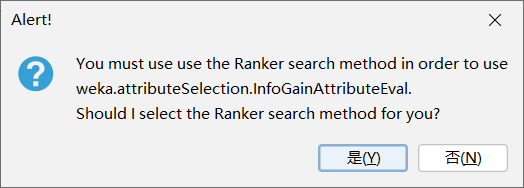 Alert!
You must use use the Ranker search method in order to use
weka.attributeSelection.InfoGainAttributeEval.
Should I select the Ranker search method for you?
是(Y)
否(N)